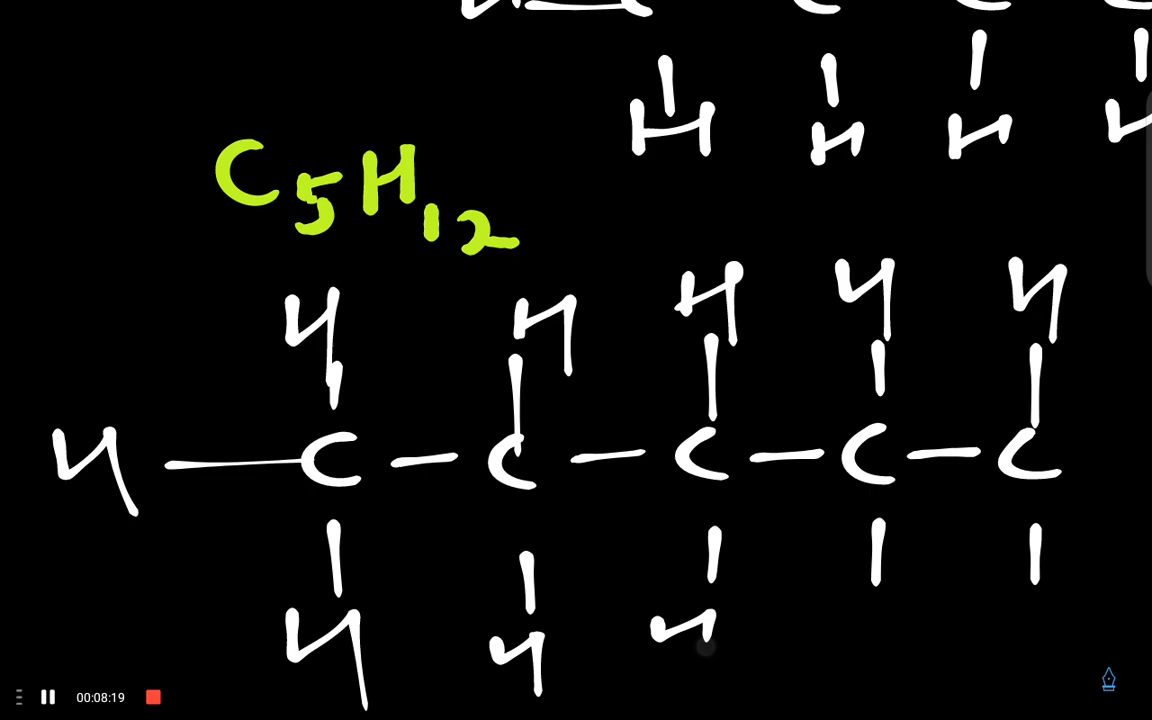 H H H H
C5H12
H H H H H
H — C — C — C — C — C
H H H
00:08:19